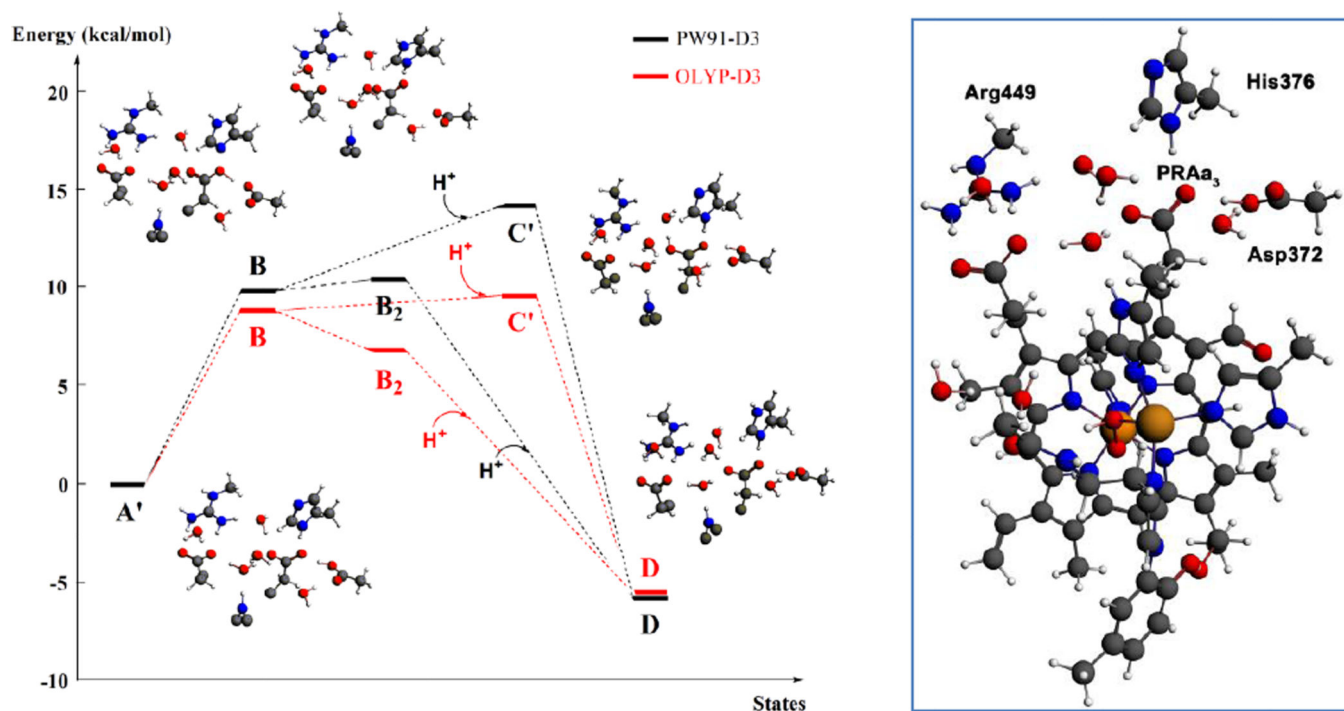 Energy (kcal/mol)
PW91-D3
OLYP-D3
20
15
10
5
0
-5
-10
H⁺
C'
H⁺
C'
B
B
B₂
B₂
H⁺
H⁺
A'
D
D
States
His376
Arg449
PRAa₃
Asp372